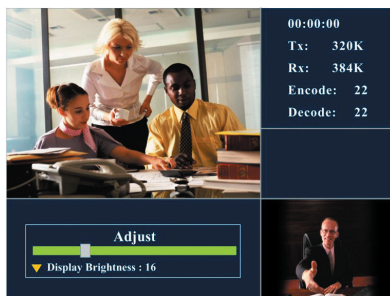 00:00:00
Tx: 320K
Rx: 384K
Encode: 22
Decode: 22
Adjust
Display Brightness : 16